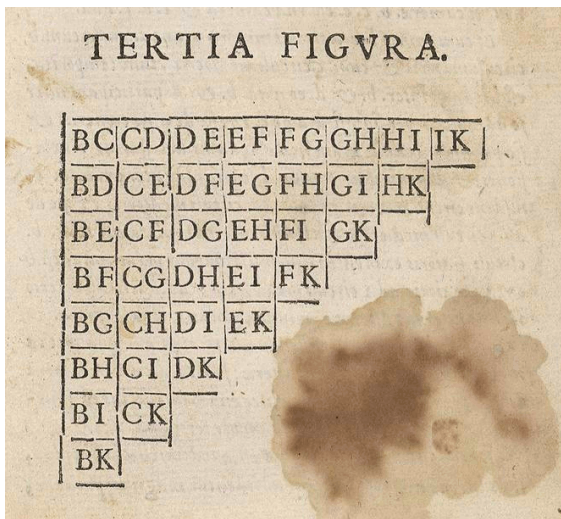 TERTIA FIGVRA.
BC CD DE EF FG GH HI IK
BD CE DF EG FH GI HK
BE CF DG EH FI GK
BF CG DH EI FK
BG CH DI EK
BH CI DK
BI CK
BK